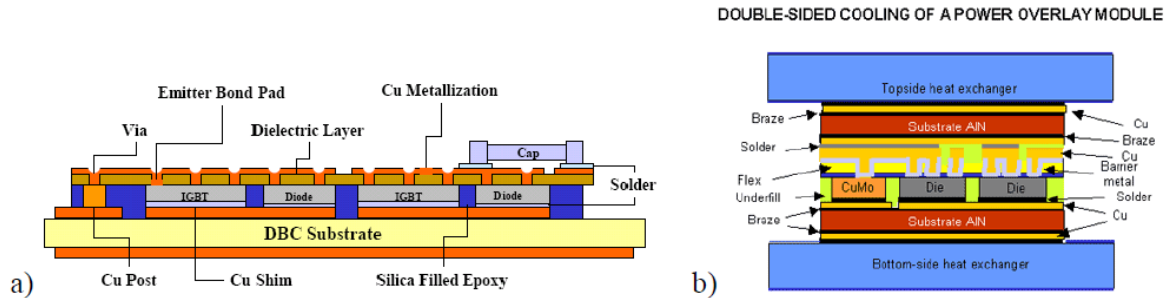 DOUBLE-SIDED COOLING OF A POWER OVERLAY MODULE
Emitter Bond Pad
Cu Metallization
Via
Dielectric Layer
Cap
Solder
IGBT
Diode
IGBT
Diode
DBC Substrate
Cu Post
Cu Shim
Silica Filled Epoxy
a)
Topside heat exchanger
Braze
Cu
Substrate AlN
Braze
Solder
Cu
Flex
Barrier
metal
CuMo
Die
Die
Underfill
Solder
Braze
Cu
Substrate AlN
Bottom-side heat exchanger
b)